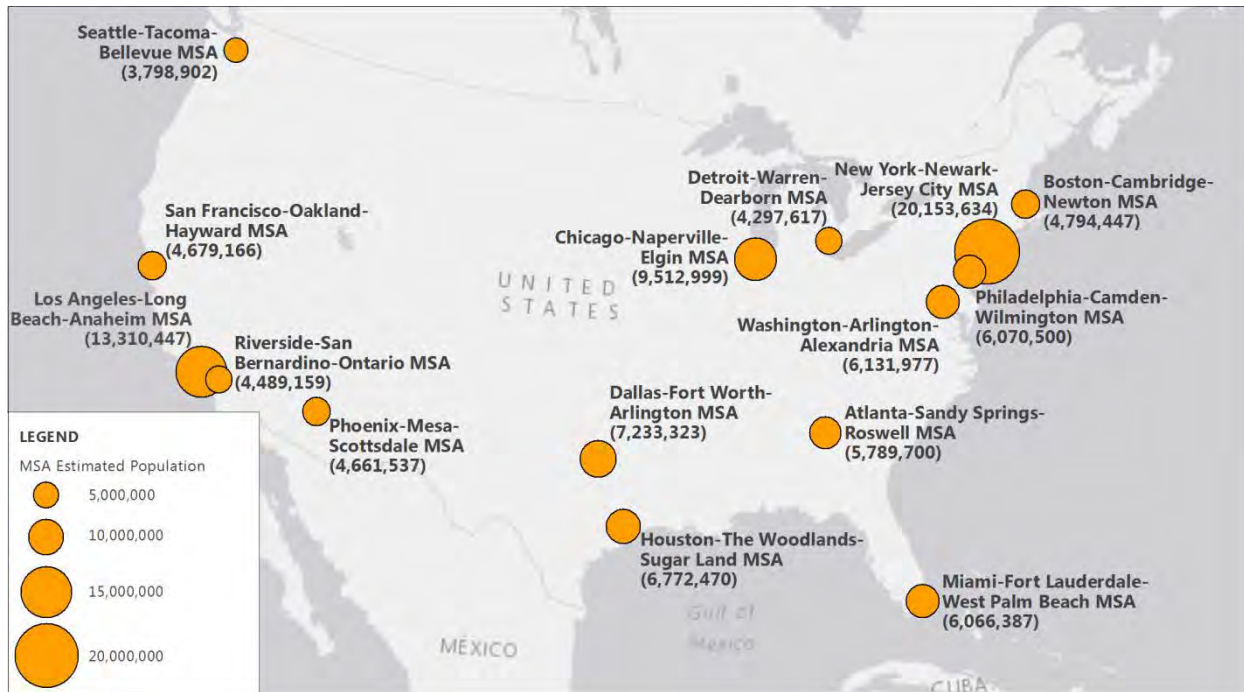 Seattle-Tacoma-
Bellevue MSA
(3,798,902)
San Francisco-Oakland-
Hayward MSA
(4,679,166)
Los Angeles-Long
Beach-Anaheim MSA
(13,310,447)
Riverside-San
Bernardino-Ontario MSA
(4,489,159)
Phoenix-Mesa-
Scottsdale MSA
(4,661,537)
UNITED
STATES
Detroit-Warren-
Dearborn MSA
(4,297,617)
Chicago-Naperville-
Elgin MSA
(9,512,999)
New York-Newark-
Jersey City MSA
(20,153,634)
Boston-Cambridge-
Newton MSA
(4,794,447)
Philadelphia-Camden-
Wilmington MSA
(6,070,500)
Washington-Arlington-
Alexandria MSA
(6,131,977)
Dallas-Fort Worth-
Arlington MSA
(7,233,323)
Atlanta-Sandy Springs-
Roswell MSA
(5,789,700)
Houston-The Woodlands-
Sugar Land MSA
(6,772,470)
Miami-Fort Lauderdale-
West Palm Beach MSA
(6,066,387)
Gulf of
Mexico
MÉXICO
CUBA
LEGEND
MSA Estimated Population
5,000,000
10,000,000
15,000,000
20,000,000